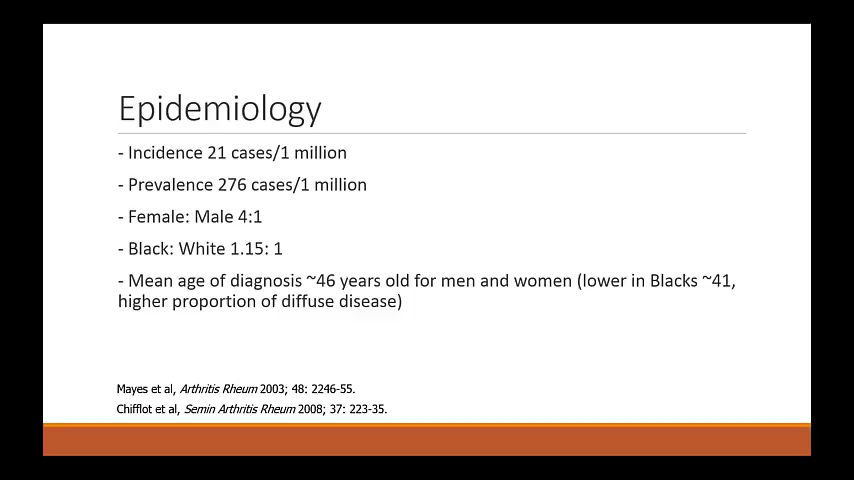 Epidemiology
- Incidence 21 cases/1 million
- Prevalence 276 cases/1 million
- Female: Male 4:1
- Black: White 1.15: 1
- Mean age of diagnosis ~46 years old for men and women (lower in Blacks ~41,
higher proportion of diffuse disease)
Mayes et al, Arthritis Rheum 2003; 48: 2246-55.
Chifflot et al, Semin Arthritis Rheum 2008; 37: 223-35.